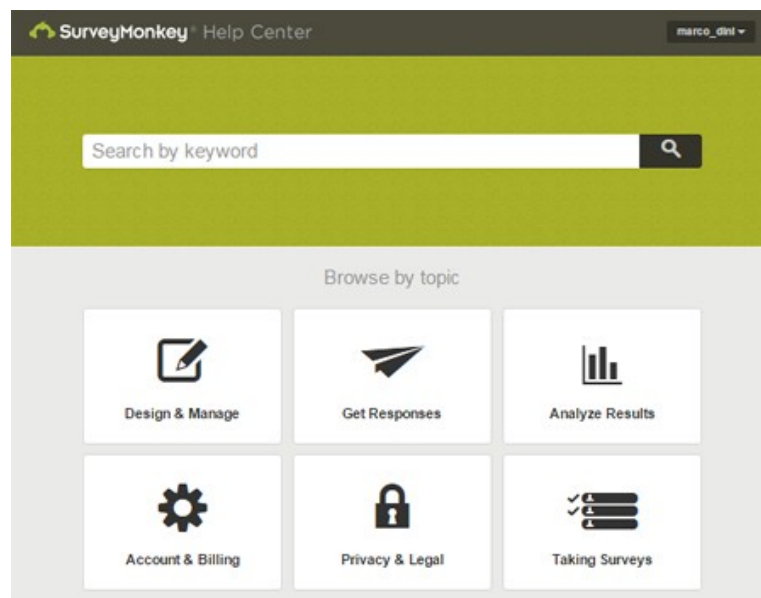 SurveyMonkey® Help Center
marco_dini
Search by keyword
Browse by topic
Design & Manage
Get Responses
Analyze Results
Account & Billing
Privacy & Legal
Taking Surveys